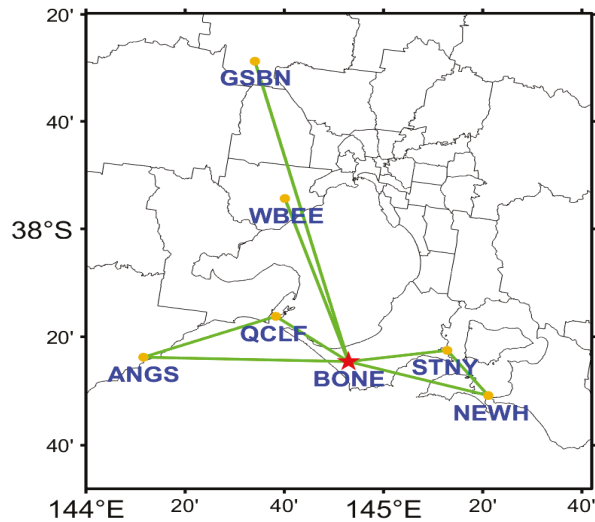 20'
GSBN
40'
WBEE
38°S
20'
QCLF
ANGS
BONE
STNY
NEWH
40'
144°E
20'
40'
145°E
20'
40'